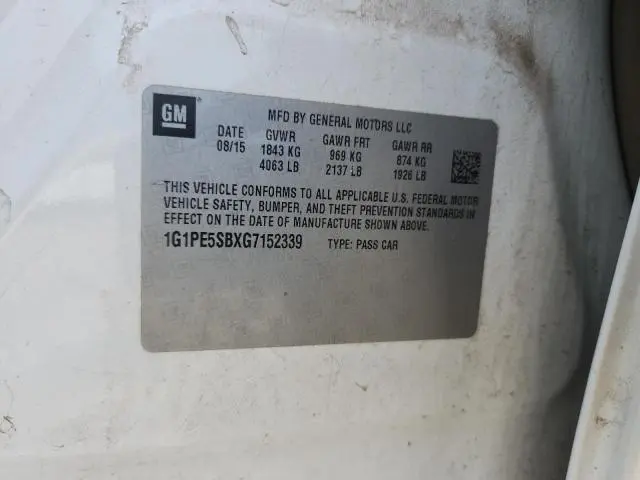 GM
MFD BY GENERAL MOTORS LLC
DATE GVWR GAWR FRT GAWR RR
08/15 1843 KG 969 KG 874 KG
4063 LB 2137 LB 1926 LB
THIS VEHICLE CONFORMS TO ALL APPLICABLE U.S. FEDERAL MOTOR
VEHICLE SAFETY, BUMPER, AND THEFT PREVENTION STANDARDS IN
EFFECT ON THE DATE OF MANUFACTURE SHOWN ABOVE.
1G1PE5SBXG7152339 TYPE: PASS CAR